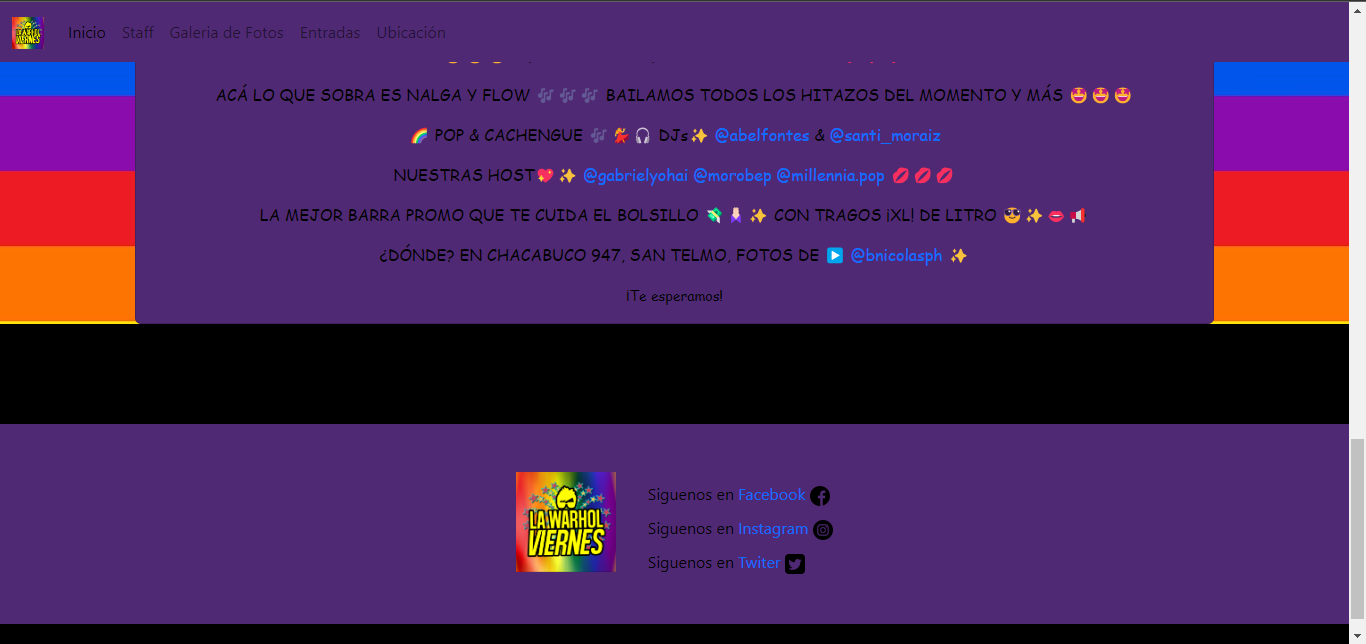 LA WARHOL
VIERNES
Inicio Staff Galeria de Fotos Entradas Ubicación
ACÁ LO QUE SOBRA ES NALGA Y FLOW 🎶🎶🎶 BAILAMOS TODOS LOS HITAZOS DEL MOMENTO Y MÁS 🤩🤩🤩
🌈 POP & CACHENGUE 🎶💃🎧 DJs✨ @abelfontes & @santi_moraiz
NUESTRAS HOST💖✨ @gabrielyohai @morobep @millennia.pop 💋💋💋
LA MEJOR BARRA PROMO QUE TE CUIDA EL BOLSILLO 💸🩱✨ CON TRAGOS ¡XL! DE LITRO 😎✨👄📢
¿DÓNDE? EN CHACABUCO 947, SAN TELMO, FOTOS DE ▶️ @bnicolasph ✨
¡Te esperamos!
LA WARHOL
VIERNES
Siguenos en Facebook
Siguenos en Instagram
Siguenos en Twiter